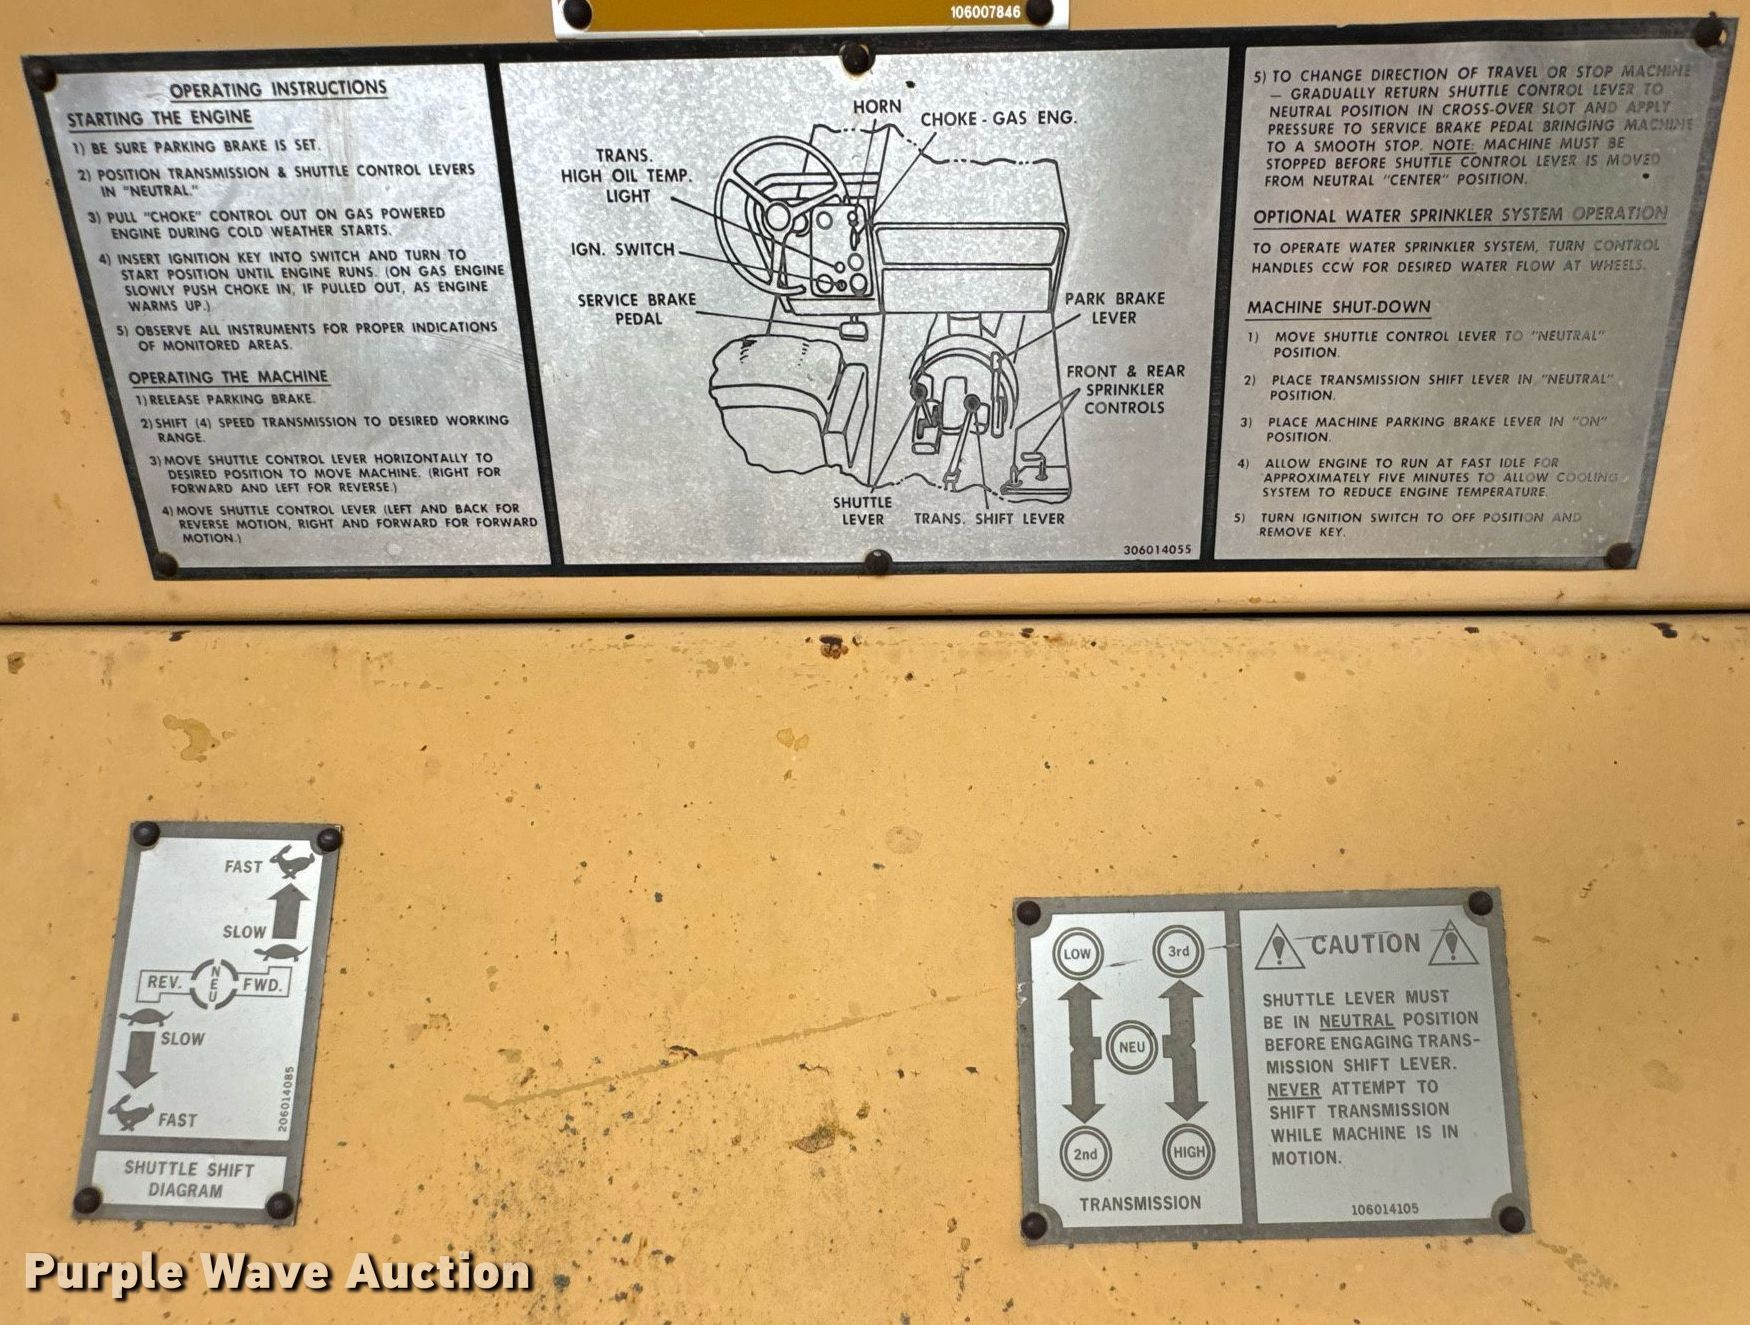 106007846
OPERATING INSTRUCTIONS
STARTING THE ENGINE
1) BE SURE PARKING BRAKE IS SET.
2) POSITION TRANSMISSION & SHUTTLE CONTROL LEVERS
IN "NEUTRAL."
3) PULL "CHOKE" CONTROL OUT ON GAS POWERED
ENGINE DURING COLD WEATHER STARTS.
4) INSERT IGNITION KEY INTO SWITCH AND TURN TO
START POSITION UNTIL ENGINE RUNS. (ON GAS ENGINE
SLOWLY PUSH CHOKE IN, IF PULLED OUT, AS ENGINE
WARMS UP.)
5) OBSERVE ALL INSTRUMENTS FOR PROPER INDICATIONS
OF MONITORED AREAS.
OPERATING THE MACHINE
1) RELEASE PARKING BRAKE.
2) SHIFT (4) SPEED TRANSMISSION TO DESIRED WORKING
RANGE.
3) MOVE SHUTTLE CONTROL LEVER HORIZONTALLY TO
DESIRED POSITION TO MOVE MACHINE. (RIGHT FOR
FORWARD AND LEFT FOR REVERSE.)
4) MOVE SHUTTLE CONTROL LEVER (LEFT AND BACK FOR
REVERSE MOTION, RIGHT AND FORWARD FOR FORWARD
MOTION.)
HORN
CHOKE - GAS ENG.
TRANS.
HIGH OIL TEMP.
LIGHT
IGN. SWITCH
SERVICE BRAKE
PEDAL
PARK BRAKE
LEVER
FRONT & REAR
SPRINKLER
CONTROLS
SHUTTLE
LEVER
TRANS. SHIFT LEVER
306014055
5) TO CHANGE DIRECTION OF TRAVEL OR STOP MACHINE
— GRADUALLY RETURN SHUTTLE CONTROL LEVER TO
NEUTRAL POSITION IN CROSS-OVER SLOT AND APPLY
PRESSURE TO SERVICE BRAKE PEDAL BRINGING MACHINE
TO A SMOOTH STOP. NOTE: MACHINE MUST BE
STOPPED BEFORE SHUTTLE CONTROL LEVER IS MOVED
FROM NEUTRAL "CENTER" POSITION.
OPTIONAL WATER SPRINKLER SYSTEM OPERATION
TO OPERATE WATER SPRINKLER SYSTEM, TURN CONTROL
HANDLES CCW FOR DESIRED WATER FLOW AT WHEELS.
MACHINE SHUT-DOWN
1) MOVE SHUTTLE CONTROL LEVER TO "NEUTRAL"
POSITION.
2) PLACE TRANSMISSION SHIFT LEVER IN "NEUTRAL"
POSITION.
3) PLACE MACHINE PARKING BRAKE LEVER IN "ON"
POSITION.
4) ALLOW ENGINE TO RUN AT FAST IDLE FOR
APPROXIMATELY FIVE MINUTES TO ALLOW COOLING
SYSTEM TO REDUCE ENGINE TEMPERATURE.
5) TURN IGNITION SWITCH TO OFF POSITION AND
REMOVE KEY.
FAST
SLOW
REV. NEU FWD.
SLOW
FAST
206014085
SHUTTLE SHIFT
DIAGRAM
LOW 3rd
NEU
2nd HIGH
TRANSMISSION
CAUTION
SHUTTLE LEVER MUST
BE IN NEUTRAL POSITION
BEFORE ENGAGING TRANS-
MISSION SHIFT LEVER.
NEVER ATTEMPT TO
SHIFT TRANSMISSION
WHILE MACHINE IS IN
MOTION.
106014105
Purple Wave Auction